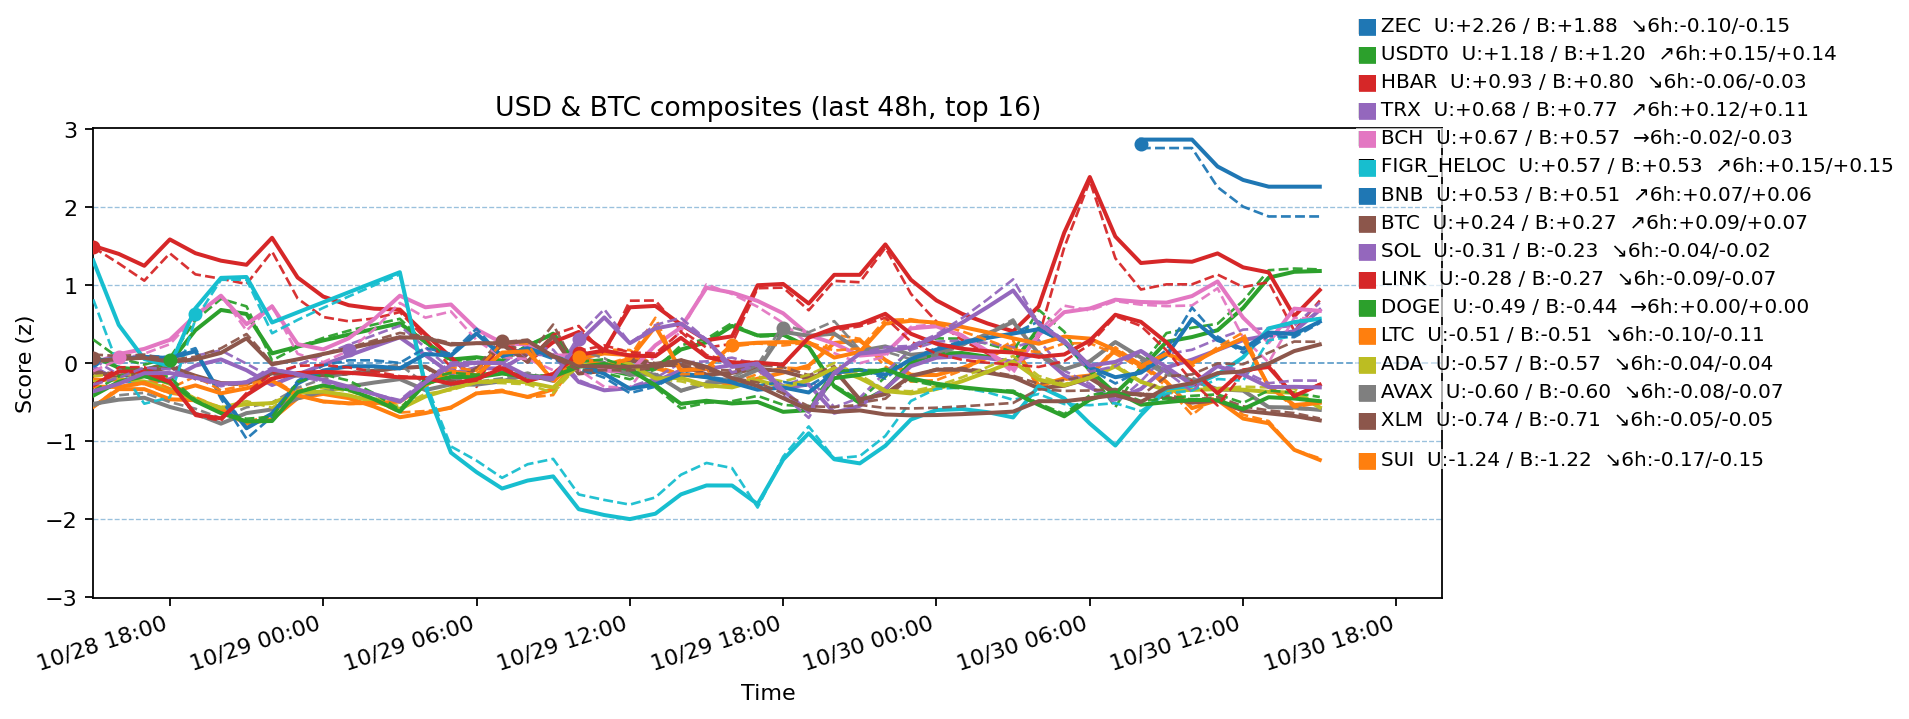 ZEC U:+2.26 / B:+1.88 ↘6h:-0.10/-0.15
USDT0 U:+1.18 / B:+1.20 ↗6h:+0.15/+0.14
HBAR U:+0.93 / B:+0.80 ↘6h:-0.06/-0.03
TRX U:+0.68 / B:+0.77 ↗6h:+0.12/+0.11
BCH U:+0.67 / B:+0.57 →6h:-0.02/-0.03
FIGR_HELOC U:+0.57 / B:+0.53 ↗6h:+0.15/+0.15
BNB U:+0.53 / B:+0.51 ↗6h:+0.07/+0.06
BTC U:+0.24 / B:+0.27 ↗6h:+0.09/+0.07
SOL U:-0.31 / B:-0.23 ↘6h:-0.04/-0.02
LINK U:-0.28 / B:-0.27 ↘6h:-0.09/-0.07
DOGE U:-0.49 / B:-0.44 →6h:+0.00/+0.00
LTC U:-0.51 / B:-0.51 ↘6h:-0.10/-0.11
ADA U:-0.57 / B:-0.57 ↘6h:-0.04/-0.04
AVAX U:-0.60 / B:-0.60 ↘6h:-0.08/-0.07
XLM U:-0.74 / B:-0.71 ↘6h:-0.05/-0.05
SUI U:-1.24 / B:-1.22 ↘6h:-0.17/-0.15
USD & BTC composites (last 48h, top 16)
Score (z)
3
2
1
0
−1
−2
−3
10/28 18:00
10/29 00:00
10/29 06:00
10/29 12:00
10/29 18:00
10/30 00:00
10/30 06:00
10/30 12:00
10/30 18:00
Time